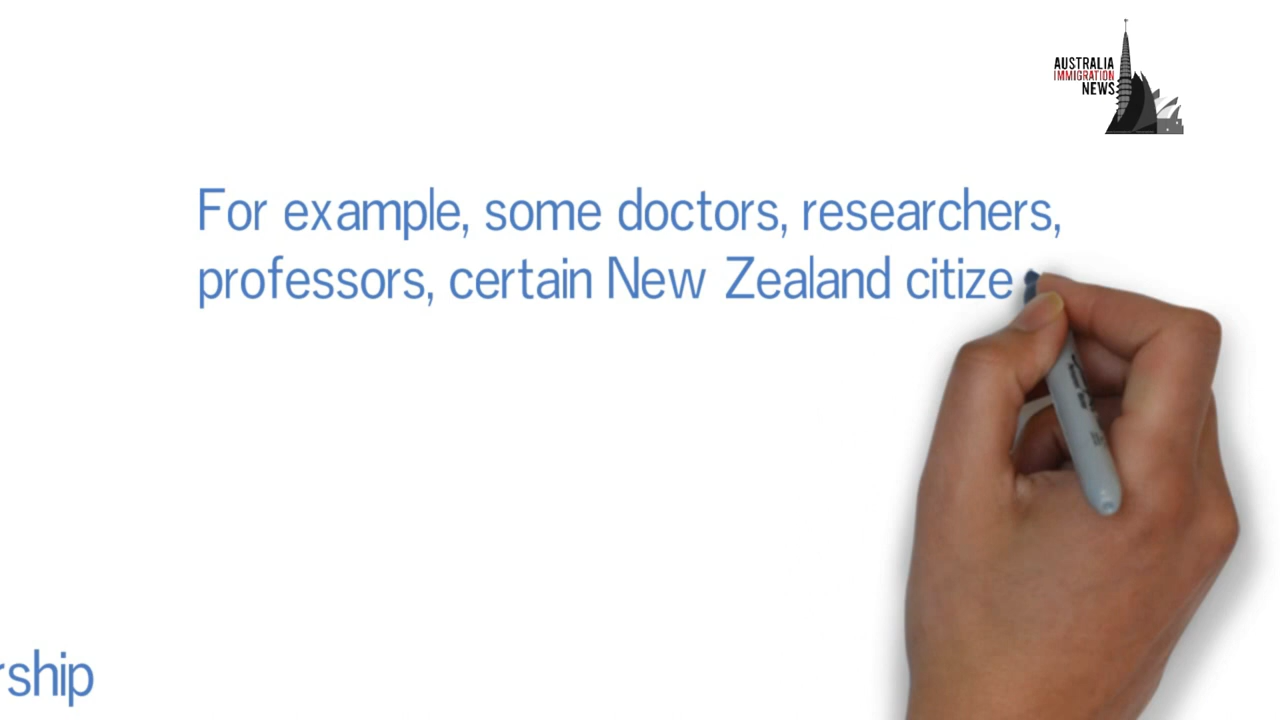 AUSTRALIA
IMMIGRATION
NEWS
For example, some doctors, researchers,
professors, certain New Zealand citize
rship